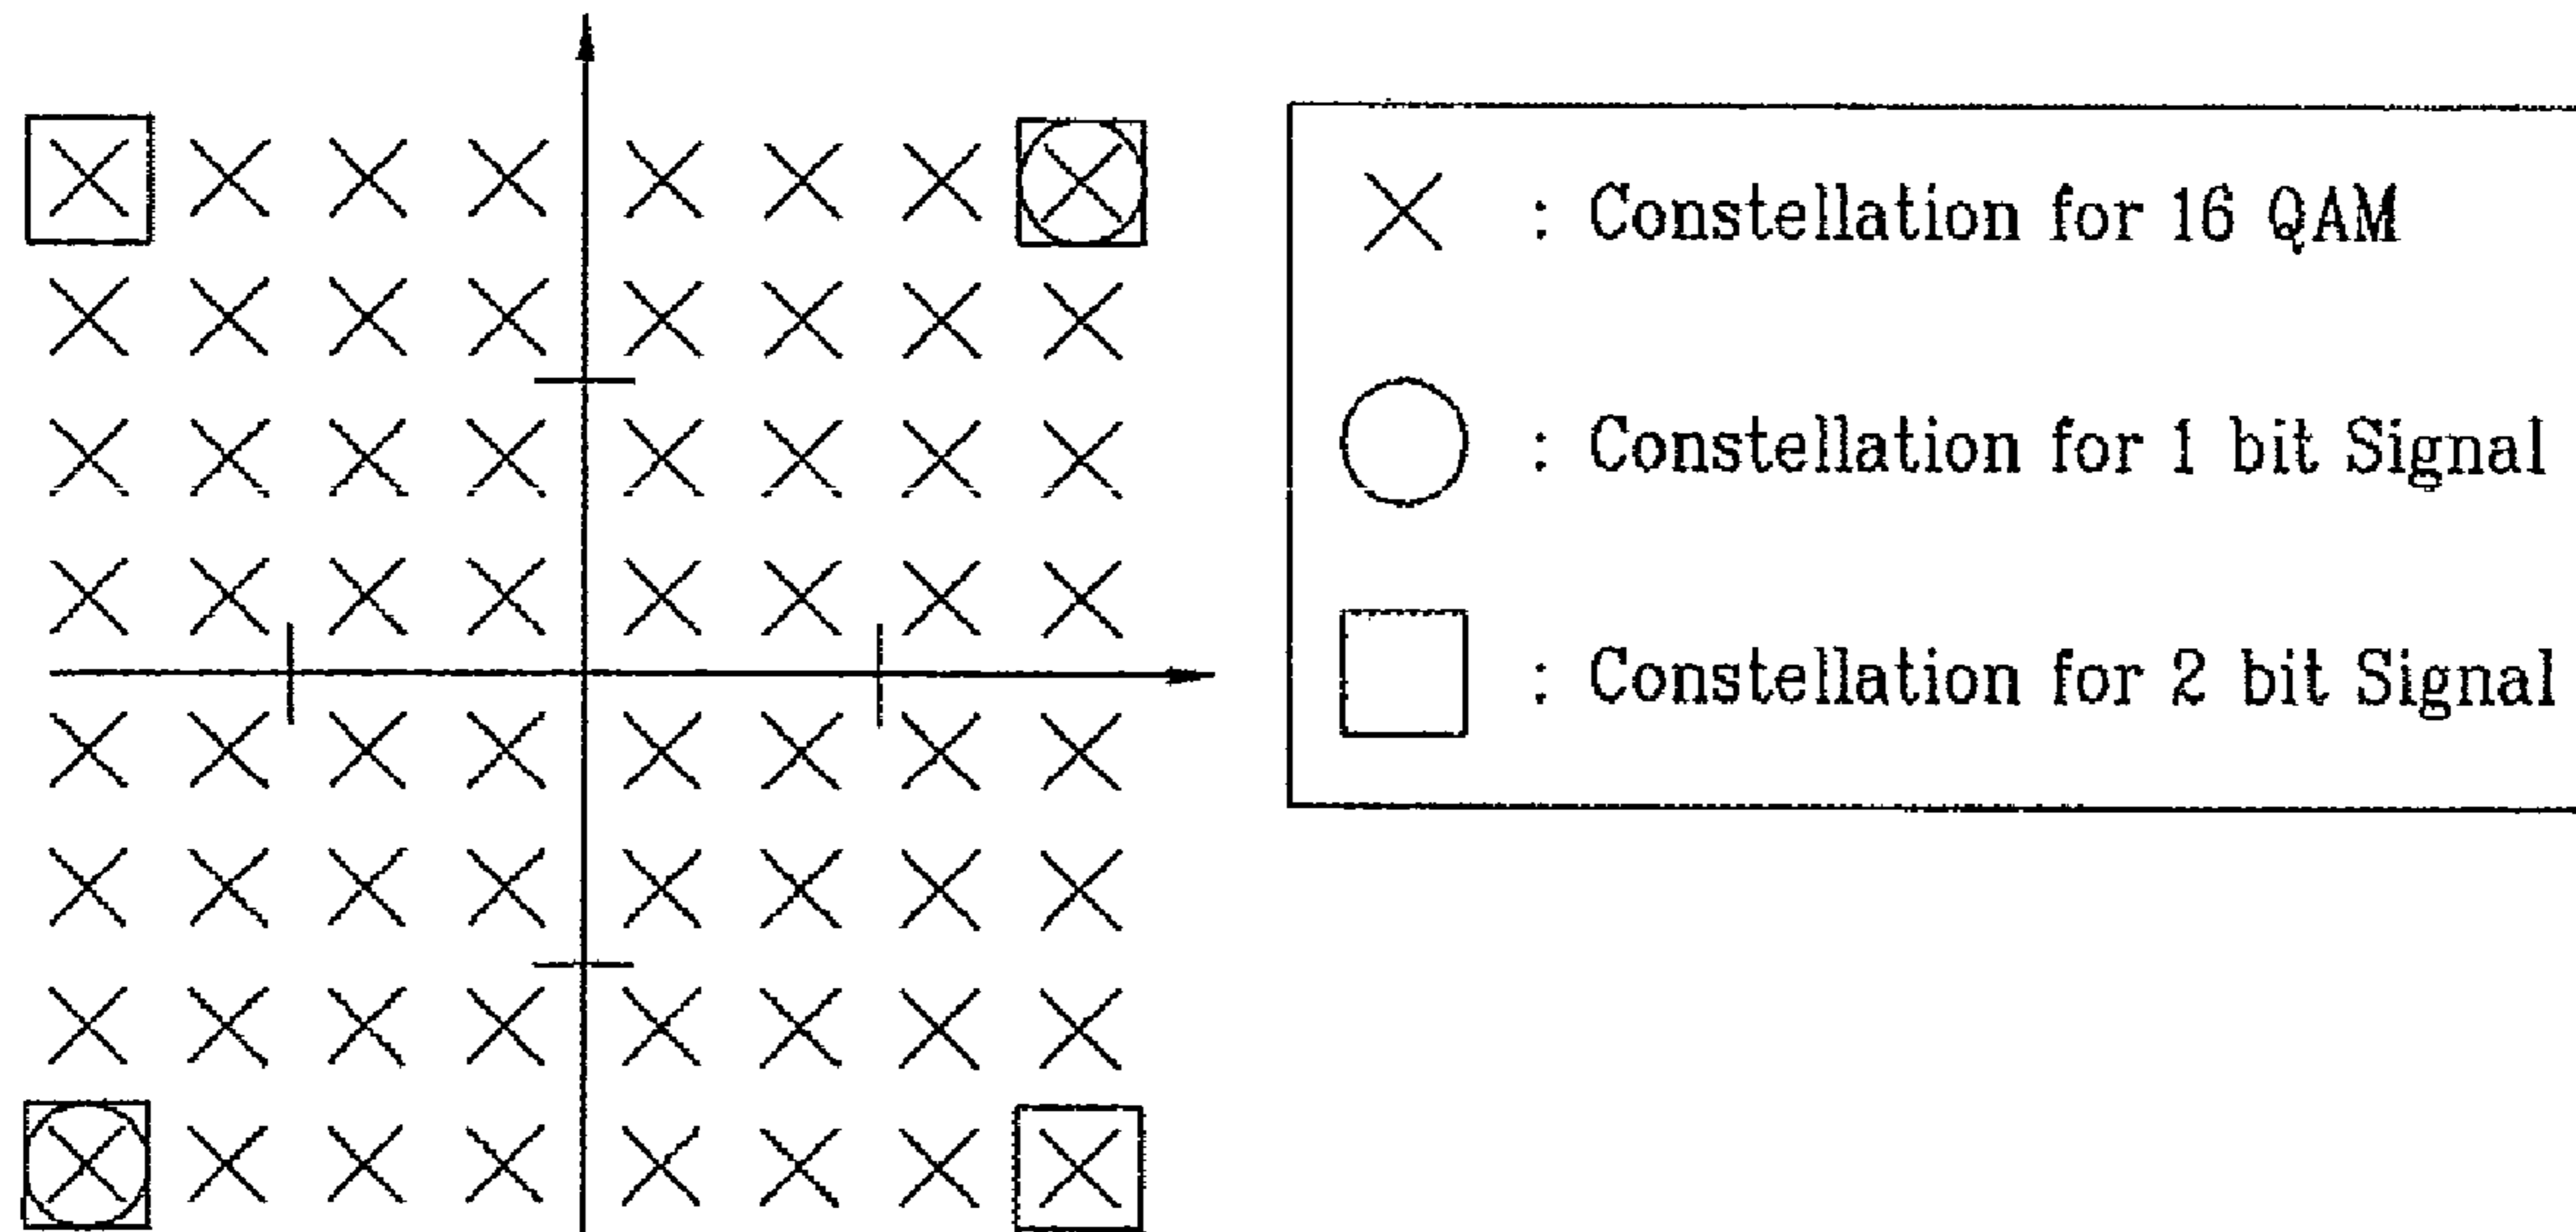 : Constellation for 16 QAM
: Constellation for 1 bit Signal
: Constellation for 2 bit Signal